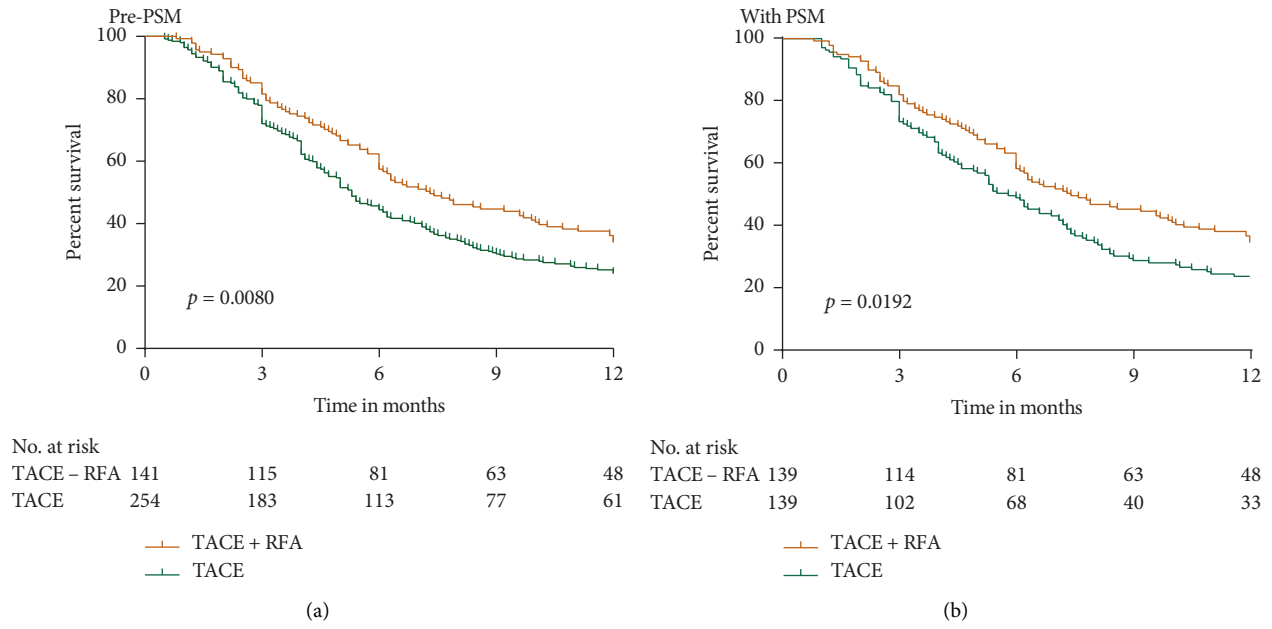 Pre-PSM
100
80
60
40
20
0
Percent survival
p = 0.0080
0 3 6 9 12
Time in months
No. at risk
TACE – RFA 141 115 81 63 48
TACE 254 183 113 77 61
TACE + RFA
TACE
(a)
With PSM
100
80
60
40
20
0
Percent survival
p = 0.0192
0 3 6 9 12
Time in months
No. at risk
TACE – RFA 139 114 81 63 48
TACE 139 102 68 40 33
TACE + RFA
TACE
(b)